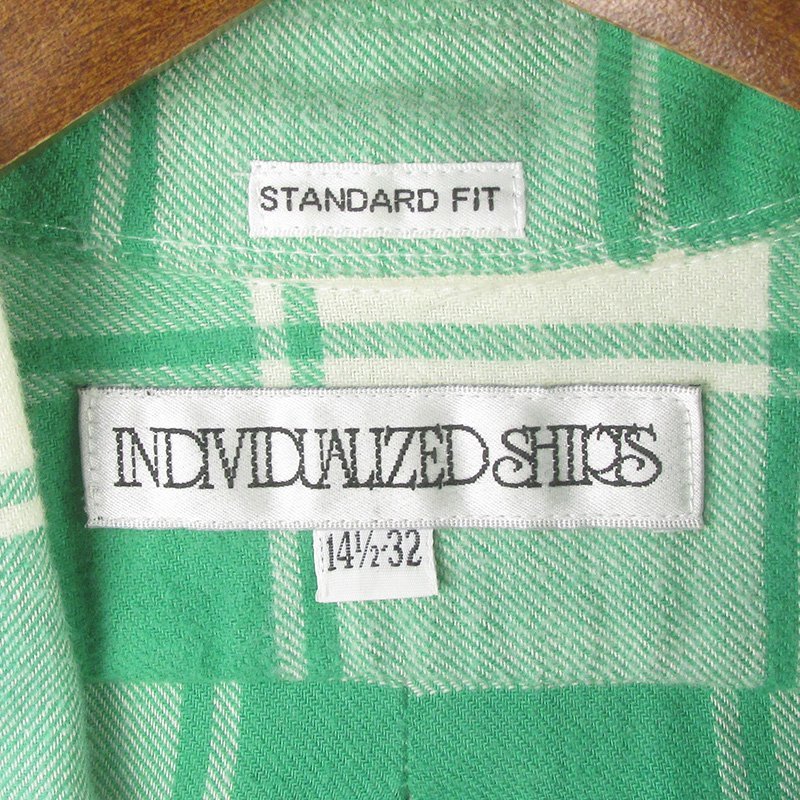 STANDARD FIT
INDIVIDUALIZED SHIRTS
14½-32